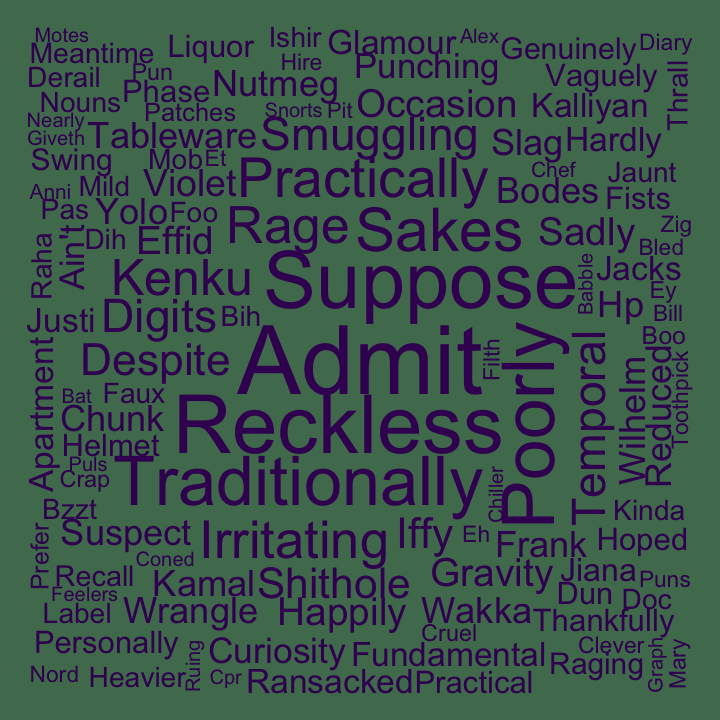 Motes
Meantime
Liquor
Ishir
Glamour
Alex
Genuinely
Diary
Derail
Pun
Hire
Punching
Vaguely
Thrall
Nouns
Phase
Nutmeg
Occasion
Kalliyan
Nearly
Patches
Snorts
Pit
Giveth
Tableware
Smuggling
Slag
Hardly
Swing
Mob
Et
Practically
Chef
Jaunt
Anni
Mild
Violet
Bodes
Fists
Pas
Yolo
Foo
Rage
Sakes
Sadly
Zig
Raha
Ain't
Dih
Effid
Bled
Kenku
Suppose
Babble
Jacks
Justi
Digits
Bih
Hp
Ey
Bill
Boo
Apartment
Despite
Admit
Filth
Poorly
Temporal
Wilhelm
Reduced
Toothpick
Bat
Faux
Chunk
Reckless
Helmet
Puls
Crap
Traditionally
Chiller
Bzzt
Kinda
Prefer
Suspect
Irritating
Iffy
Eh
Frank
Hoped
Coned
Recall
Kamal
Shithole
Gravity
Jiana
Puns
Feelers
Label
Wrangle
Happily
Wakka
Dun
Doc
Thankfully
Personally
Cruel
Clever
Ruing
Curiosity
Fundamental
Raging
Graph
Mary
Nord
Heavier
Cpr
Ransacked
Practical